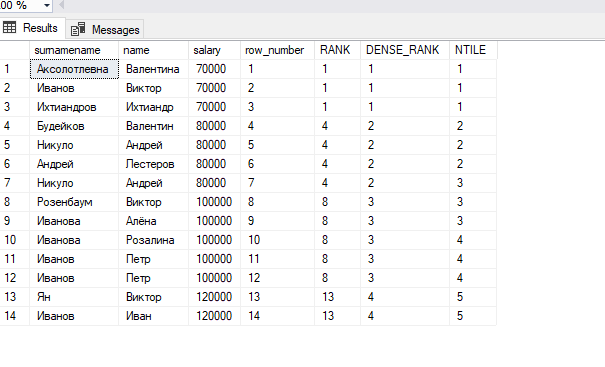 .00 %
Results Messages
surnamename name salary row_number RANK DENSE_RANK NTILE
1 Аксолотлевна Валентина 70000 1 1 1 1
2 Иванов Виктор 70000 2 1 1 1
3 Ихтиандров Ихтиандр 70000 3 1 1 1
4 Будейков Валентин 80000 4 4 2 2
5 Никуло Андрей 80000 5 4 2 2
6 Андрей Лестеров 80000 6 4 2 2
7 Никуло Андрей 80000 7 4 2 3
8 Розенбаум Виктор 100000 8 8 3 3
9 Иванова Алёна 100000 9 8 3 3
10 Иванова Розалина 100000 10 8 3 4
11 Иванов Петр 100000 11 8 3 4
12 Иванов Петр 100000 12 8 3 4
13 Ян Виктор 120000 13 13 4 5
14 Иванов Иван 120000 14 13 4 5